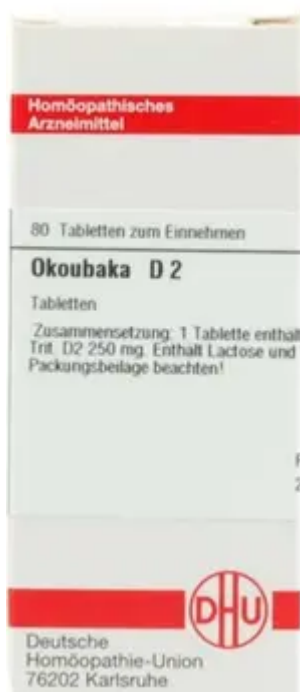 Homöopathisches
Arzneimittel
80 Tabletten zum Einnehmen
Okoubaka D 2
Tabletten
Zusammensetzung: 1 Tablette enthält
Trit. D2 250 mg. Enthält Lactose und
Packungsbeilage beachten!
DHU
Deutsche
Homöopathie-Union
76202 Karlsruhe